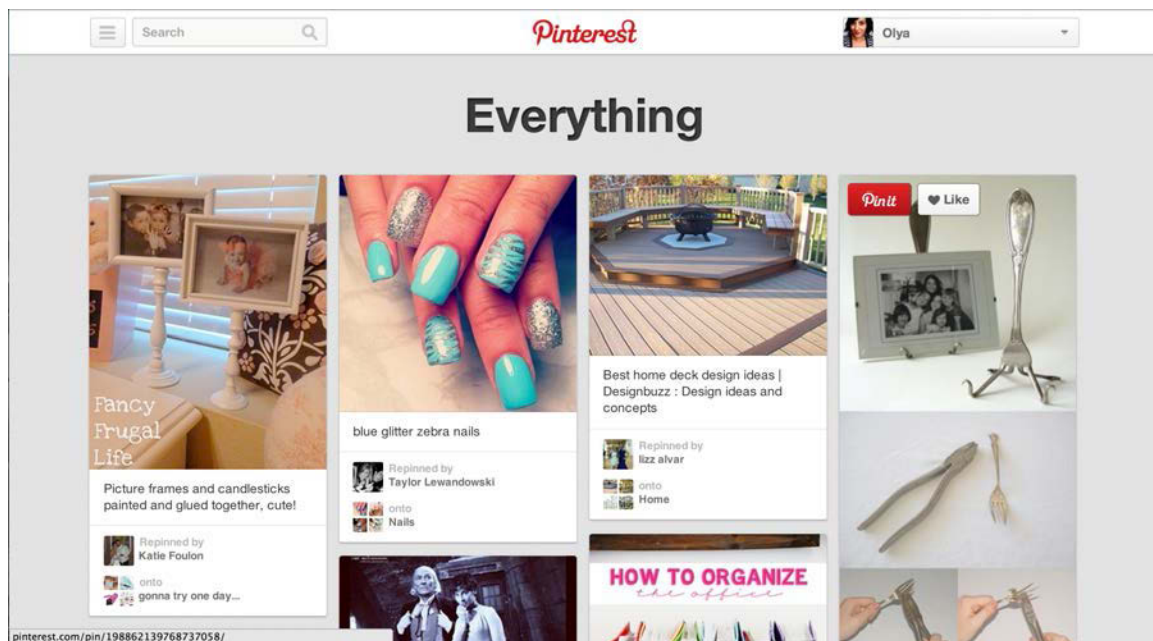 Search
Pinterest
Olya
Everything
Fancy
Frugal
Life
Picture frames and candlesticks
painted and glued together, cute!
Repinned by
Katie Foulon
onto
gonna try one day...
blue glitter zebra nails
Repinned by
Taylor Lewandowski
onto
Nails
Best home deck design ideas |
Designbuzz : Design ideas and
concepts
Repinned by
lizz alvar
onto
Home
HOW TO ORGANIZE
the office
Pin it
Like
pinterest.com/pin/198862139768737058/